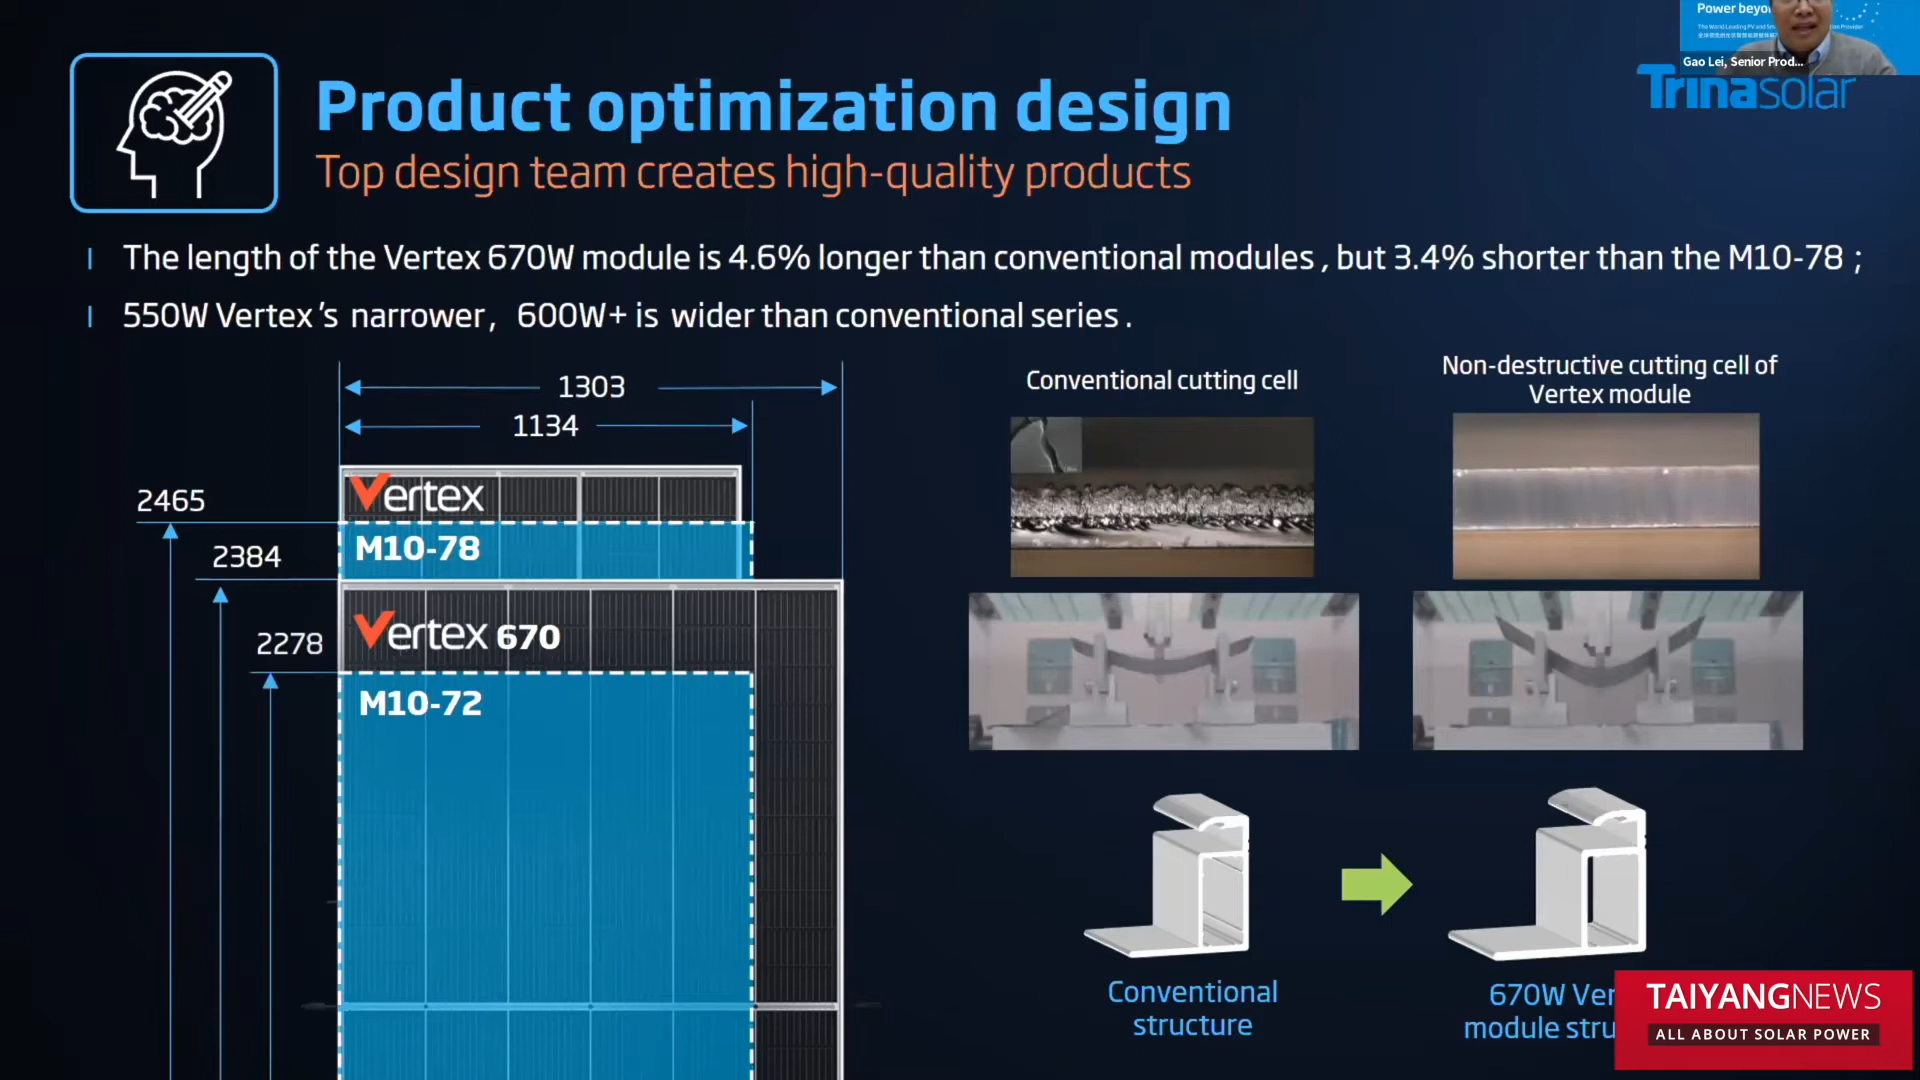 Power beyo
Gao Lei, Senior Prod...
Trinasolar
Product optimization design
Top design team creates high-quality products
The length of the Vertex 670W module is 4.6% longer than conventional modules , but 3.4% shorter than the M10-78 ;
550W Vertex 's narrower, 600W+ is wider than conventional series .
1303
1134
2465
2384
2278
Vertex
M10-78
Vertex 670
M10-72
Conventional cutting cell
Non-destructive cutting cell of
Vertex module
Conventional
structure
670W Ver
module stru
TAIYANGNEWS
ALL ABOUT SOLAR POWER